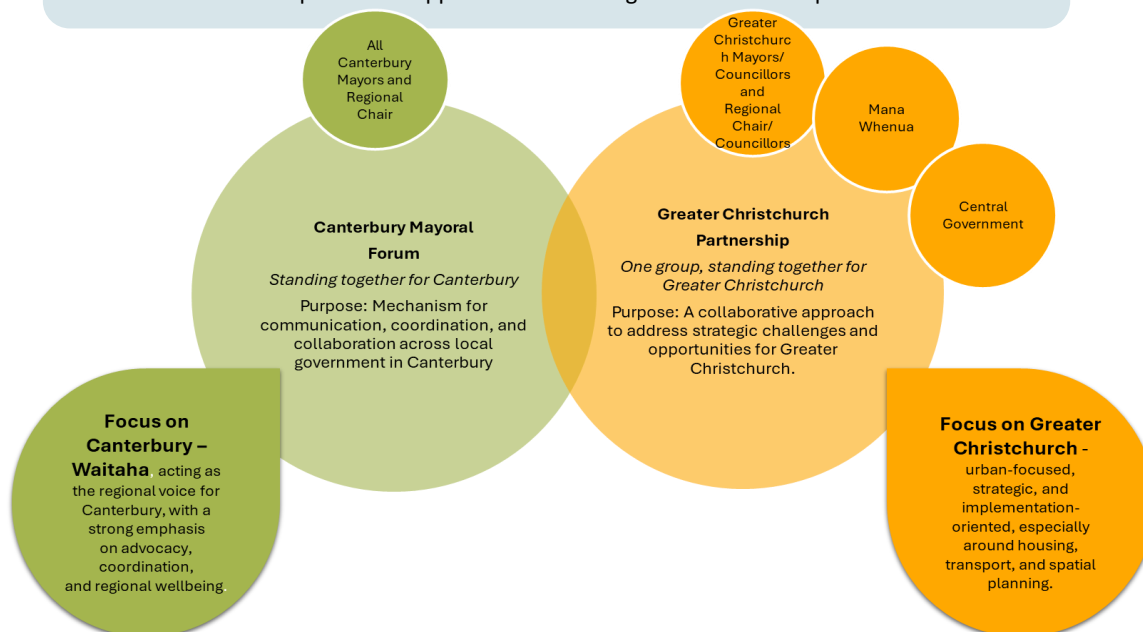 All
Canterbury
Mayors and
Regional
Chair
Greater
Christchurc
h Mayors/
Councillors
and
Regional
Chair/
Councillors
Mana
Whenua
Central
Government
Canterbury Mayoral
Forum
Standing together for Canterbury
Purpose: Mechanism for
communication, coordination, and
collaboration across local
government in Canterbury
Greater Christchurch
Partnership
One group, standing together for
Greater Christchurch
Purpose: A collaborative approach
to address strategic challenges and
opportunities for Greater
Christchurch.
Focus on
Canterbury –
Waitaha, acting as
the regional voice for
Canterbury, with a
strong emphasis
on advocacy,
coordination,
and regional wellbeing.
Focus on Greater
Christchurch -
urban-focused,
strategic, and
implementation-
oriented, especially
around housing,
transport, and spatial
planning.